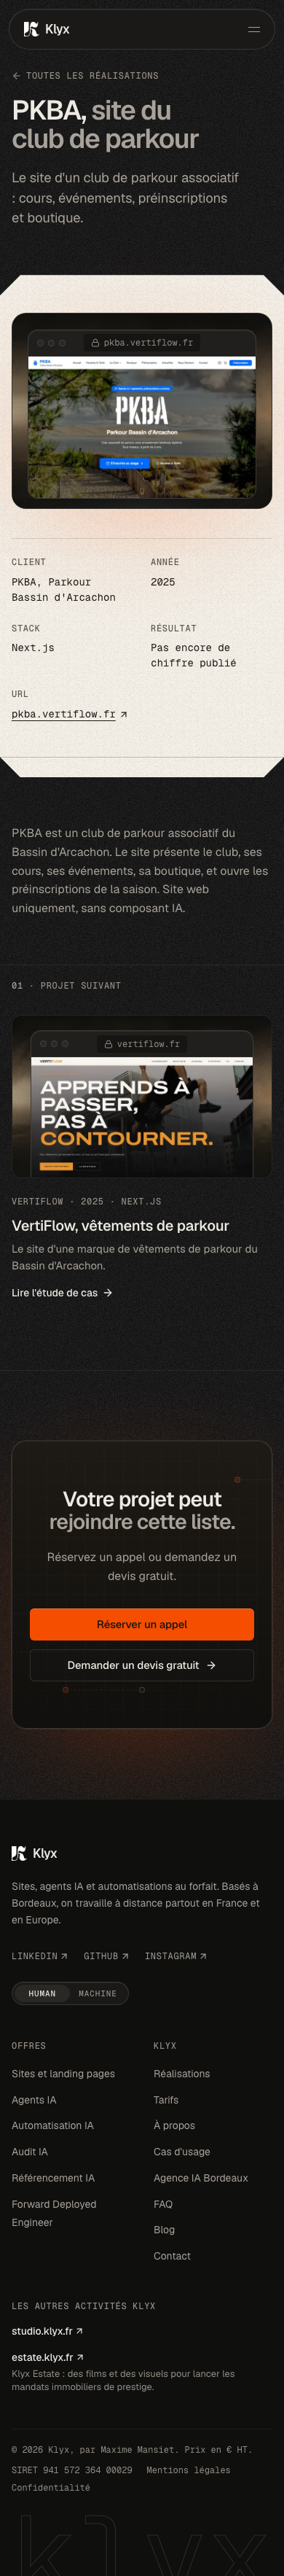 Klyx
← TOUTES LES RÉALISATIONS
PKBA, site du
club de parkour
Le site d'un club de parkour associatif
: cours, événements, préinscriptions
et boutique.
pkba.vertiflow.fr
PKBA
PKBA
Parkour Bassin d'Arcachon
CLIENT
PKBA, Parkour
Bassin d'Arcachon
ANNÉE
2025
STACK
Next.js
RÉSULTAT
Pas encore de
chiffre publié
URL
pkba.vertiflow.fr ↗
PKBA est un club de parkour associatif du
Bassin d'Arcachon. Le site présente le club, ses
cours, ses événements, sa boutique, et ouvre les
préinscriptions de la saison. Site web
uniquement, sans composant IA.
01 · PROJET SUIVANT
vertiflow.fr
VERTIFLOW
APPRENDS À
PASSER,
PAS À
CONTOURNER.
VERTIFLOW · 2025 · NEXT.JS
VertiFlow, vêtements de parkour
Le site d'une marque de vêtements de parkour du
Bassin d'Arcachon.
Lire l'étude de cas →
Votre projet peut
rejoindre cette liste.
Réservez un appel ou demandez un
devis gratuit.
Réserver un appel
Demander un devis gratuit →
Klyx
Sites, agents IA et automatisations au forfait. Basés à
Bordeaux, on travaille à distance partout en France et
en Europe.
LINKEDIN ↗ GITHUB ↗ INSTAGRAM ↗
HUMAN MACHINE
OFFRES
Sites et landing pages
Agents IA
Automatisation IA
Audit IA
Référencement IA
Forward Deployed
Engineer
KLYX
Réalisations
Tarifs
À propos
Cas d'usage
Agence IA Bordeaux
FAQ
Blog
Contact
LES AUTRES ACTIVITÉS KLYX
studio.klyx.fr ↗
estate.klyx.fr ↗
Klyx Estate : des films et des visuels pour lancer les
mandats immobiliers de prestige.
© 2026 Klyx, par Maxime Mansiet. Prix en € HT.
SIRET 941 572 364 00029 Mentions légales
Confidentialité
klyx